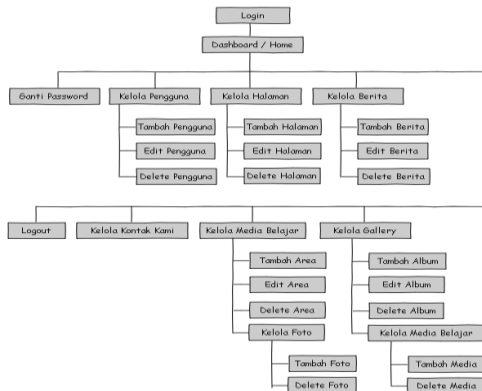 Login
Dashboard / Home
Ganti Password
Kelola Pengguna
Kelola Halaman
Kelola Berita
Tambah Pengguna
Edit Pengguna
Delete Pengguna
Tambah Halaman
Edit Halaman
Delete Halaman
Tambah Berita
Edit Berita
Delete Berita
Logout
Kelola Kontak Kami
Kelola Media Belajar
Kelola Gallery
Tambah Area
Edit Area
Delete Area
Kelola Foto
Tambah Foto
Delete Foto
Tambah Album
Edit Album
Delete Album
Kelola Media Belajar
Tambah Media
Delete Media